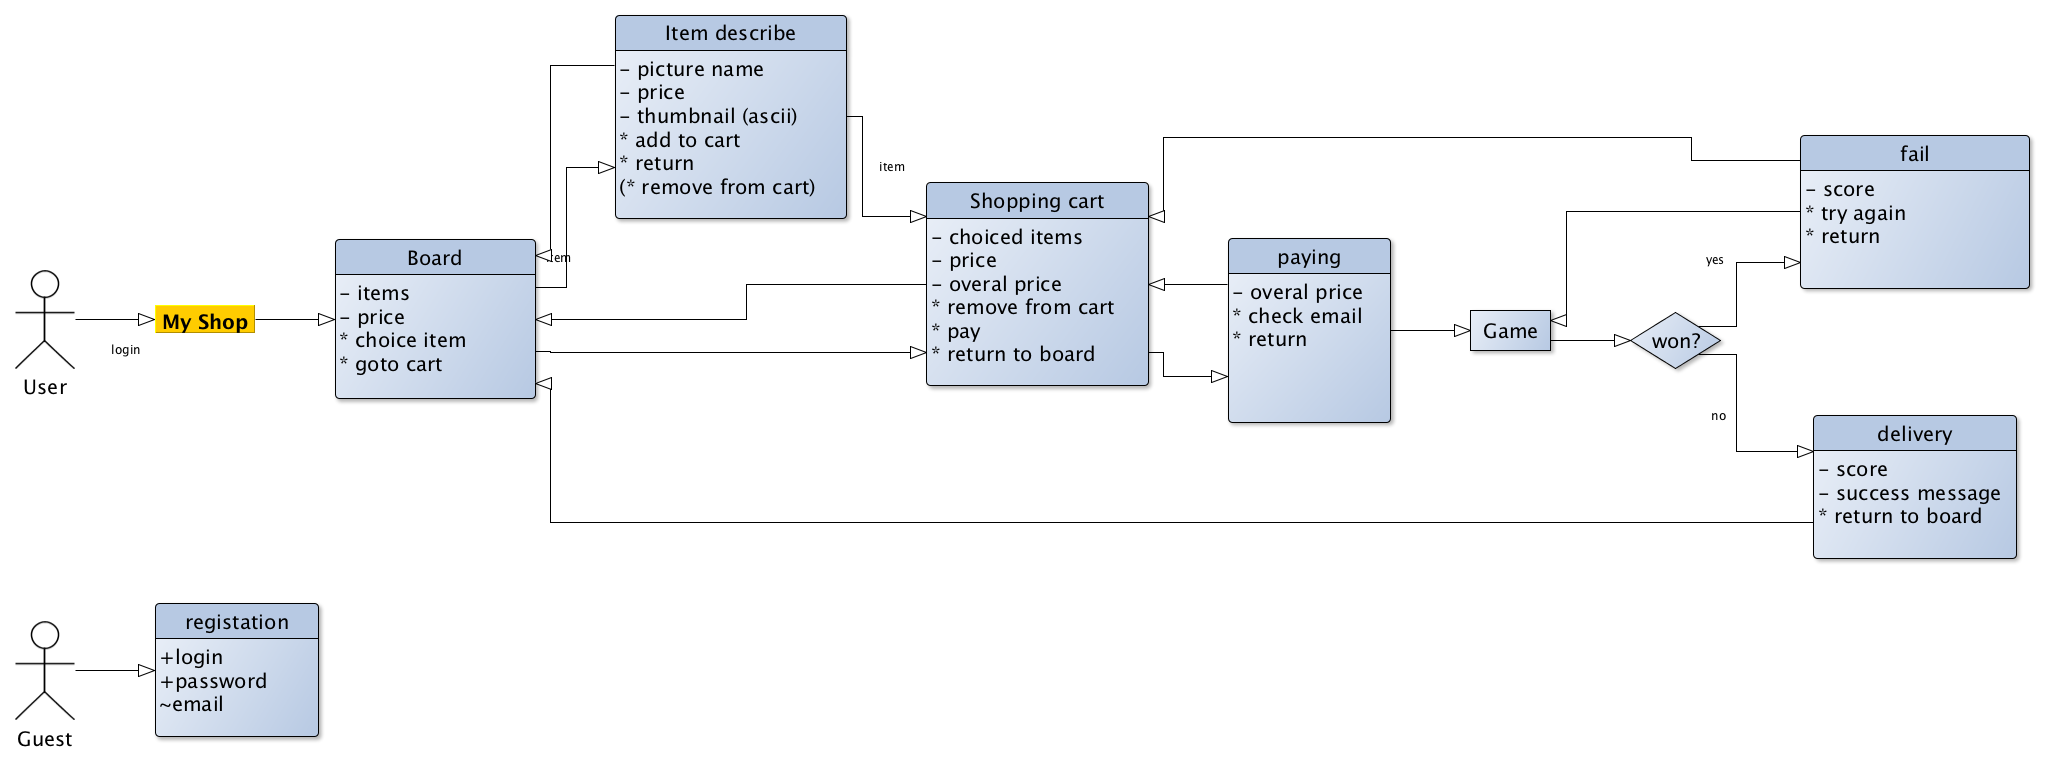 Item describe
- picture name
- price
- thumbnail (ascii)
* add to cart
* return
(* remove from cart)
item
Shopping cart
- choiced items
- price
- overal price
* remove from cart
* pay
* return to board
fail
- score
* try again
* return
Board
- items
- price
* choice item
* goto cart
item
paying
- overal price
* check email
* return
yes
User
login
My Shop
Game
won?
no
delivery
- score
- success message
* return to board
Guest
registation
+login
+password
~email